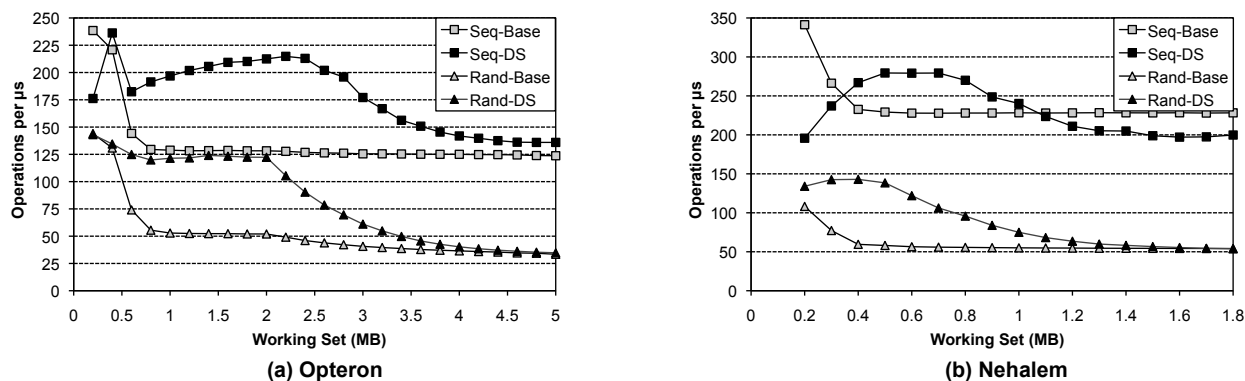 250
225
200
175
150
125
100
75
50
25
0
Operations per µs
0 0.5 1 1.5 2 2.5 3 3.5 4 4.5 5
Working Set (MB)
Seq-Base
Seq-DS
Rand-Base
Rand-DS
(a) Opteron
350
300
250
200
150
100
50
0
Operations per µs
0 0.2 0.4 0.6 0.8 1 1.2 1.4 1.6 1.8
Working Set (MB)
Seq-Base
Seq-DS
Rand-Base
Rand-DS
(b) Nehalem